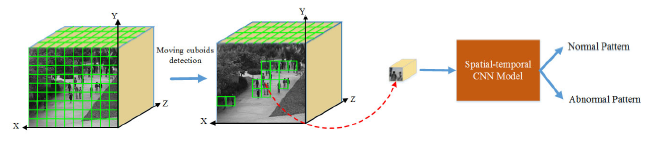 Y
X
Z
Moving cuboids
detection
Y
X
Z
Spatial-temporal
CNN Model
Normal Pattern
Abnormal Pattern